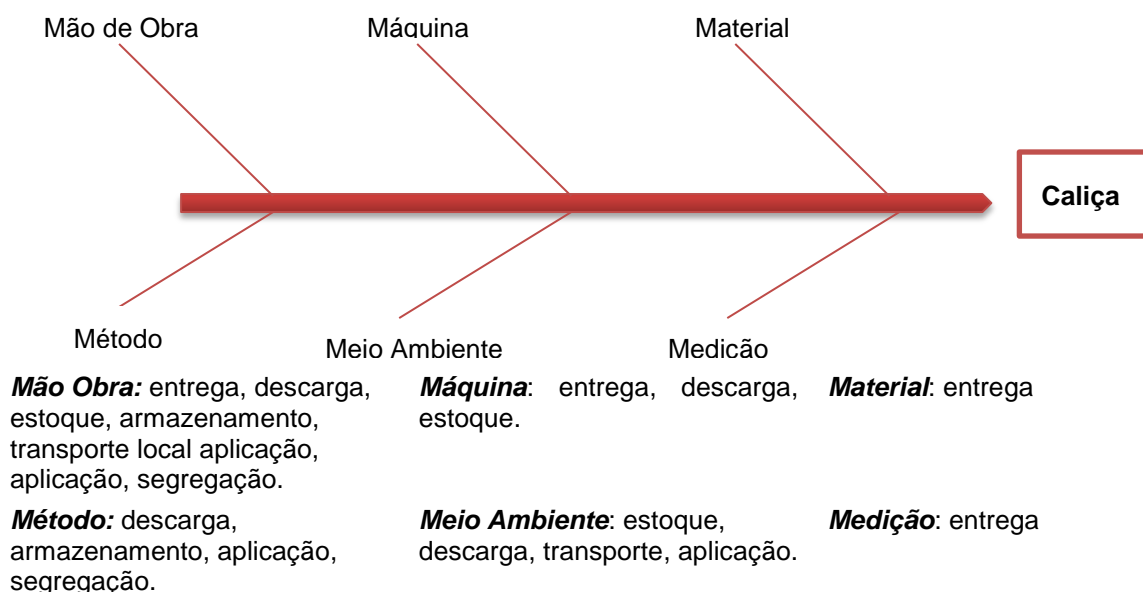 Mão de Obra
Máquina
Material
Caliça
Método
Meio Ambiente
Medicão
Mão Obra: entrega, descarga,
estoque, armazenamento,
transporte local aplicação,
aplicação, segregação.
Máquina: entrega, descarga,
estoque.
Material: entrega
Método: descarga,
armazenamento, aplicação,
segregação.
Meio Ambiente: estoque,
descarga, transporte, aplicação.
Medição: entrega